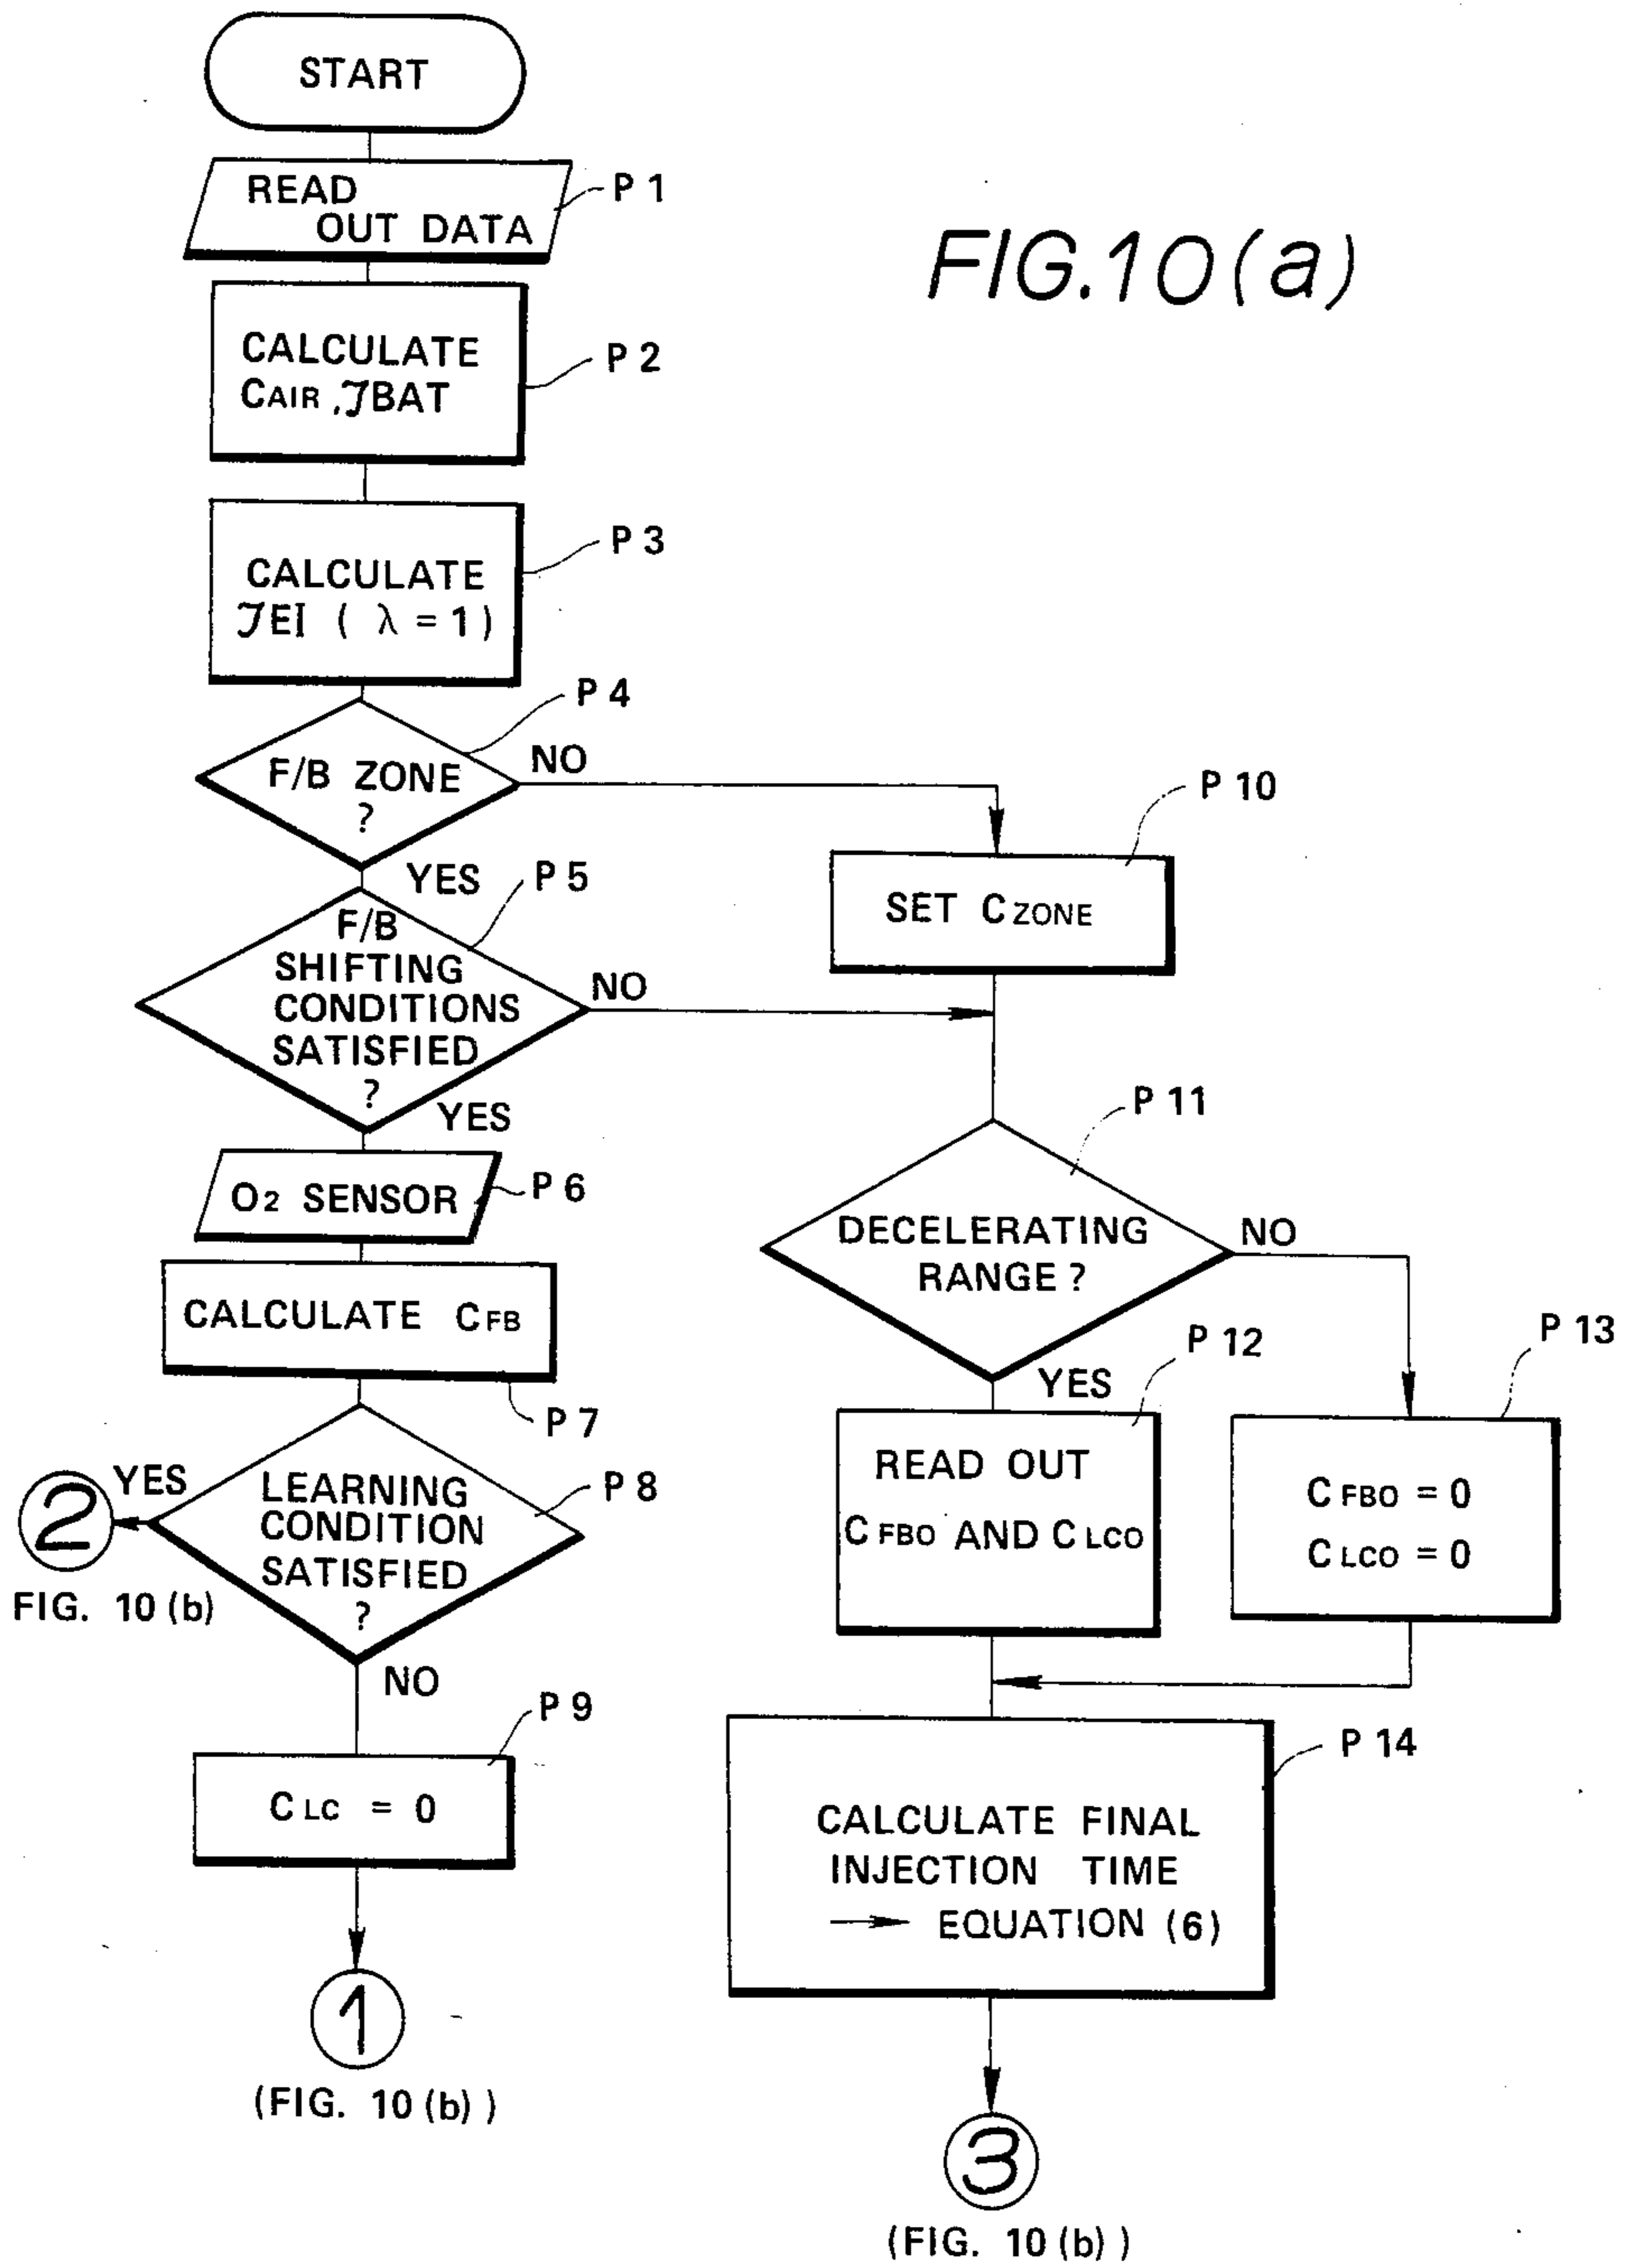 START
READ
OUT DATA
P 1
FIG.10(a)
CALCULATE
CAIR , 𝒯BAT
P 2
CALCULATE
𝒯EI ( λ = 1 )
P 3
F/B ZONE
?
P 4
NO
YES
F/B
SHIFTING
CONDITIONS
SATISFIED
?
P 5
NO
YES
O2 SENSOR
P 6
CALCULATE CFB
P 7
LEARNING
CONDITION
SATISFIED
?
P 8
YES
2
FIG. 10 (b)
NO
CLC = 0
P 9
1
(FIG. 10 (b) )
SET CZONE
P 10
DECELERATING
RANGE ?
P 11
NO
YES
READ OUT
CFBO AND CLCO
P 12
CFBO = 0
CLCO = 0
P 13
CALCULATE FINAL
INJECTION TIME
→ EQUATION (6)
P 14
3
(FIG. 10 (b) )